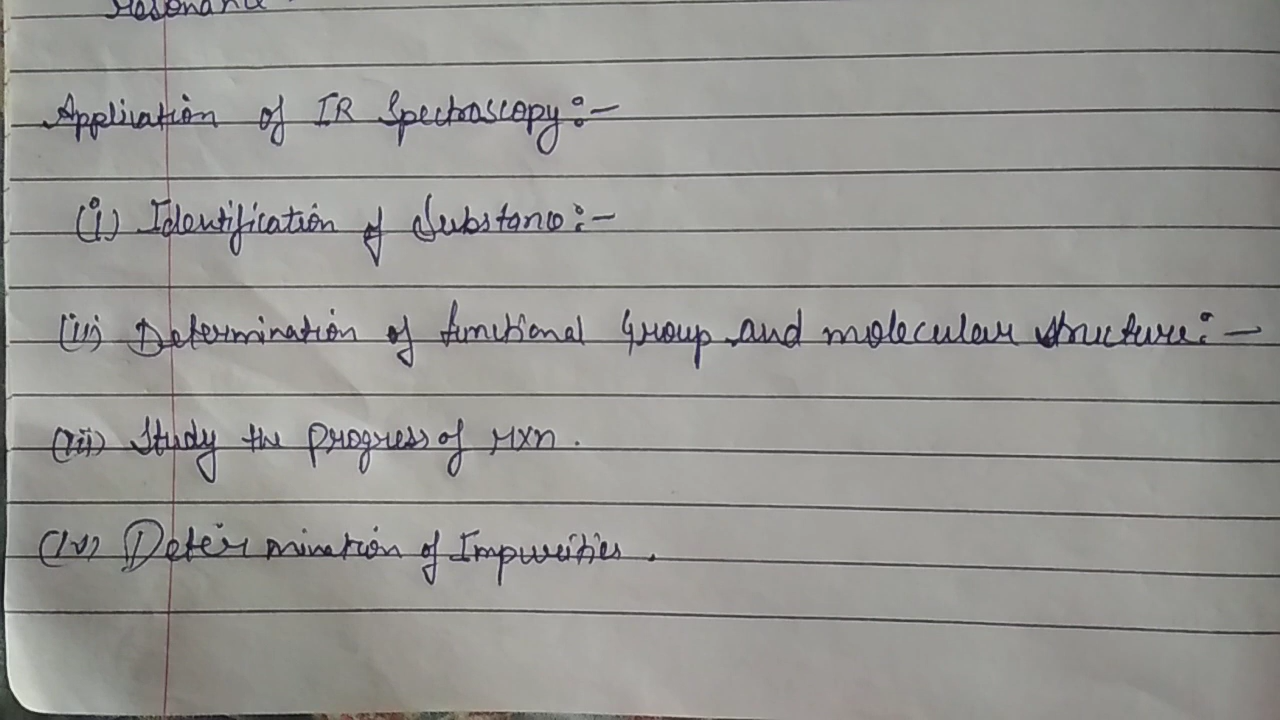 Resonance
Application of IR Spectroscopy:-
(i) Identification of Substance:-
(ii) Determination of functional Group and molecular structure:-
(iii) Study the progress of rxn.
(iv) Determination of Impurities.